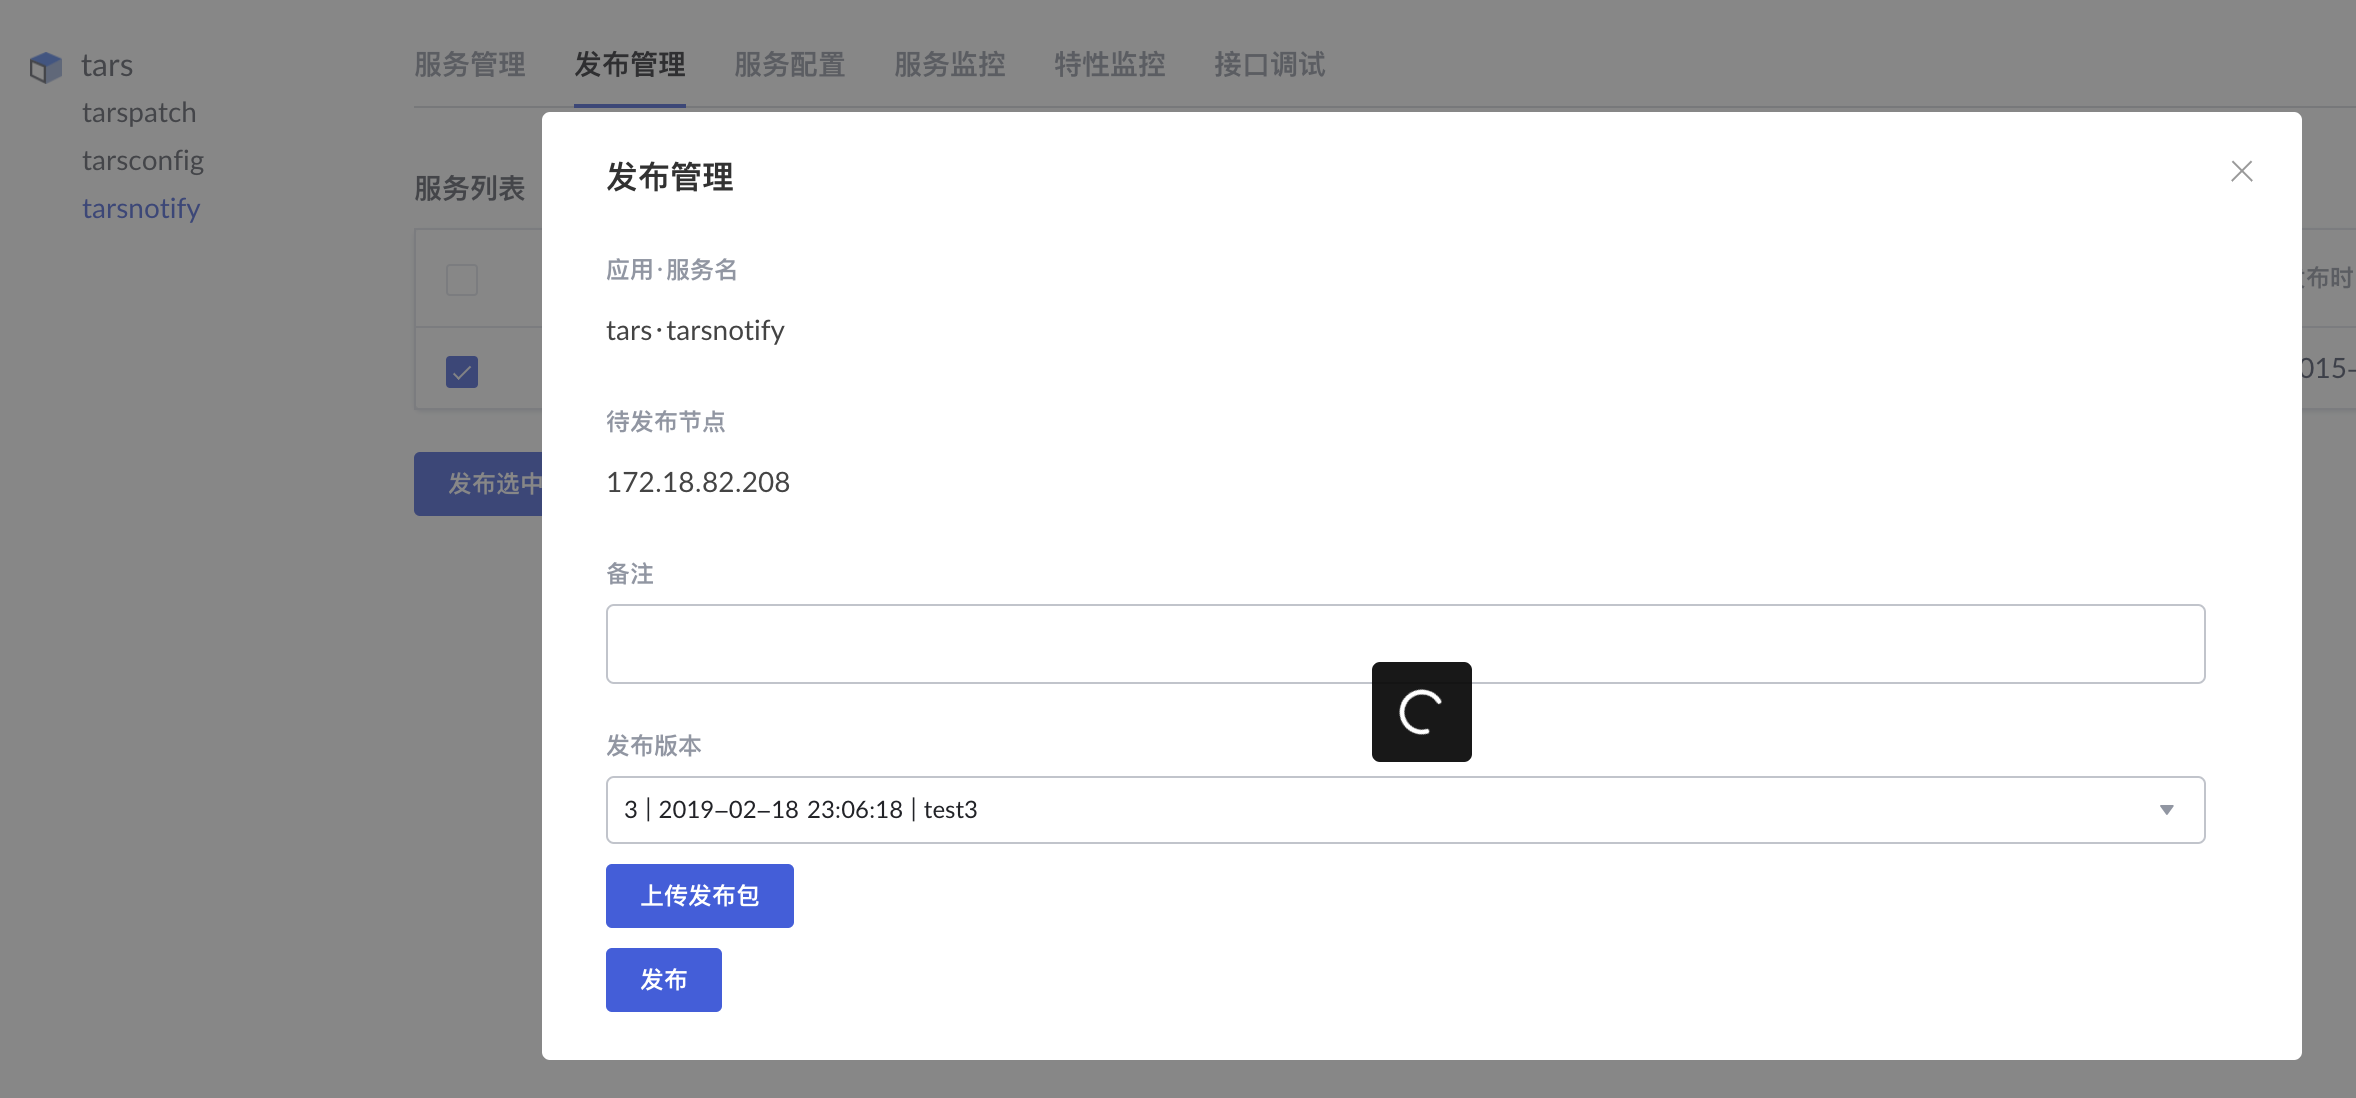 tars
tarspatch
tarsconfig
tarsnotify
服务管理 发布管理 服务配置 服务监控 特性监控 接口调试
服务列表
布时
015-
发布选中
发布管理
应用·服务名
tars·tarsnotify
待发布节点
172.18.82.208
备注
发布版本
3 | 2019-02-18 23:06:18 | test3
上传发布包
发布